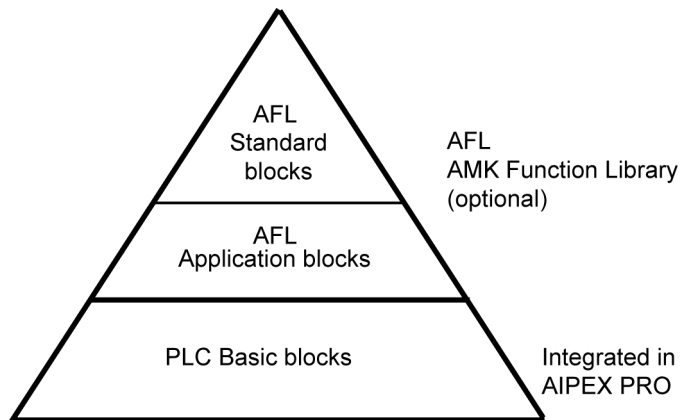 AFL
Standard
blocks
AFL
AMK Function Library
(optional)
AFL
Application blocks
PLC Basic blocks
Integrated in
AIPEX PRO